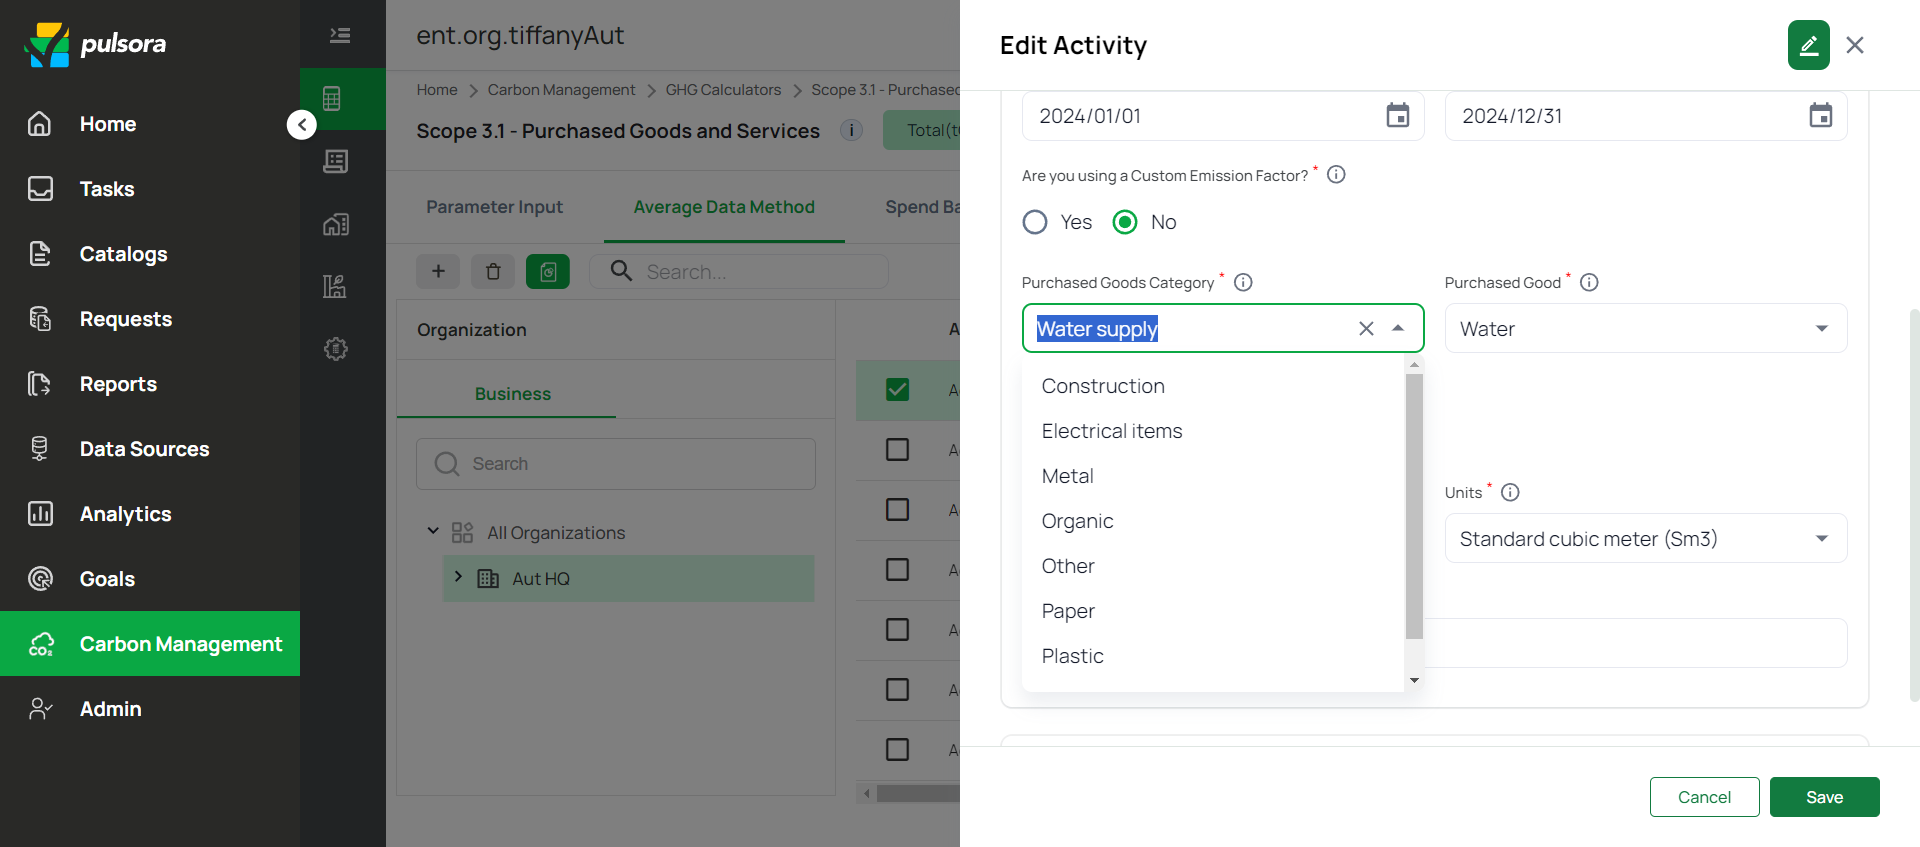 pulsora
Home
Tasks
Catalogs
Requests
Reports
Data Sources
Analytics
Goals
Carbon Management
Admin
ent.org.tiffanyAut
Home > Carbon Management > GHG Calculators > Scope 3.1 - Purchased
Scope 3.1 - Purchased Goods and Services
Total(t
Parameter Input
Average Data Method
Spend Ba
Search...
Organization
Business
Search
All Organizations
Aut HQ
A
A
A
A
A
A
A
A
Edit Activity
2024/01/01
2024/12/31
Are you using a Custom Emission Factor? *
Yes
No
Purchased Goods Category *
Purchased Good *
Water supply
Water
Construction
Electrical items
Metal
Organic
Other
Paper
Plastic
Units *
Standard cubic meter (Sm3)
Cancel
Save